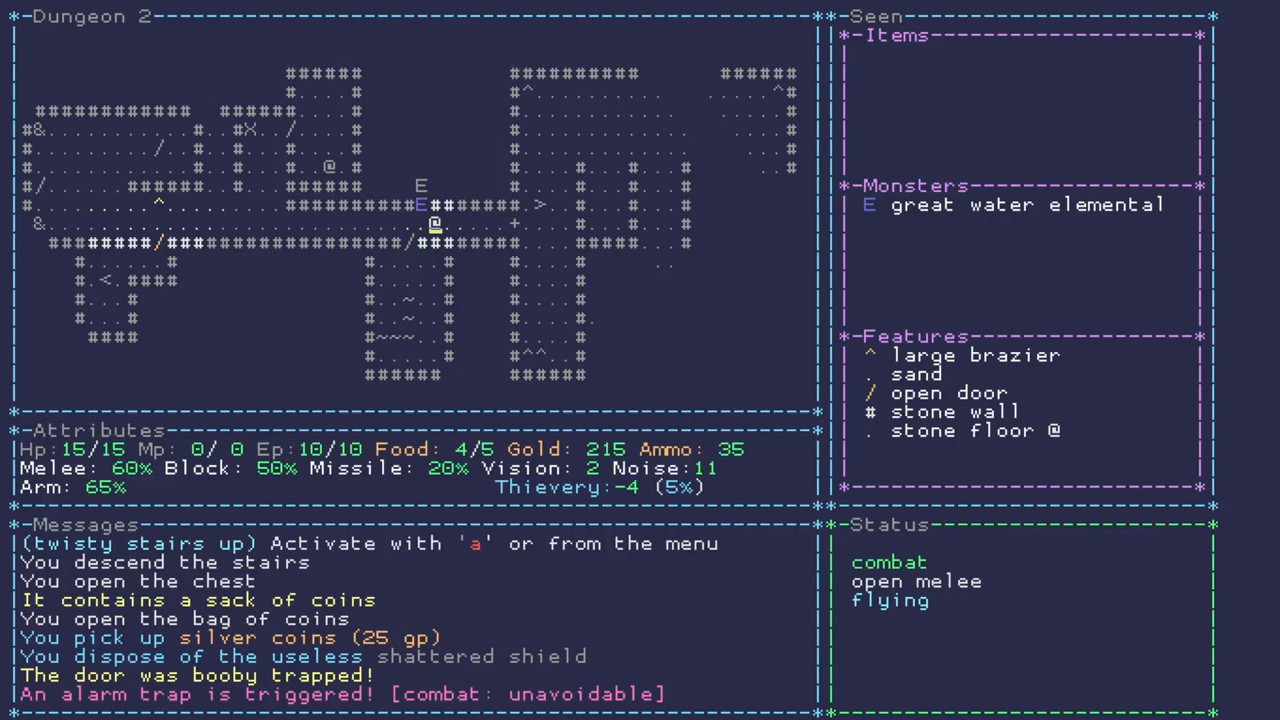 Dungeon 2
Seen
Items
Monsters
E great water elemental
Features
^ large brazier
. sand
/ open door
# stone wall
. stone floor @
Attributes
Hp:15/15 Mp: 0/ 0 Ep:10/10 Food: 4/5 Gold: 215 Ammo: 35
Melee: 60% Block: 50% Missile: 20% Vision: 2 Noise:11
Arm: 65% Thievery:-4 (5%)
Messages
(twisty stairs up) Activate with 'a' or from the menu
You descend the stairs
You open the chest
It contains a sack of coins
You open the bag of coins
You pick up silver coins (25 gp)
You dispose of the useless shattered shield
The door was booby trapped!
An alarm trap is triggered! [combat: unavoidable]
Status
combat
open melee
flying